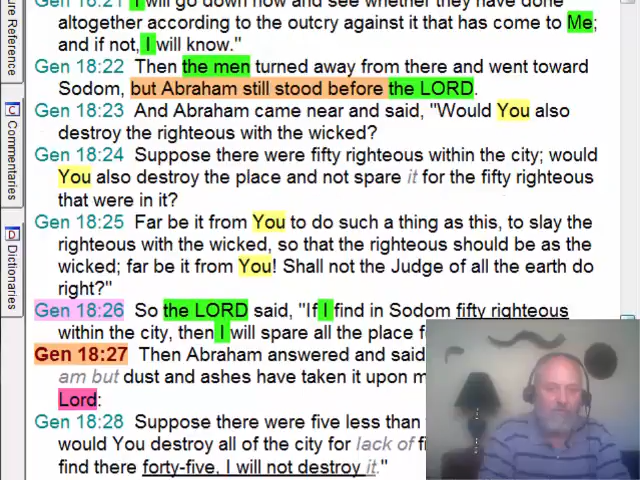 Gen 18:21 I will go down now and see whether they have done
altogether according to the outcry against it that has come to Me;
and if not, I will know."
Gen 18:22 Then the men turned away from there and went toward
Sodom, but Abraham still stood before the LORD.
Gen 18:23 And Abraham came near and said, "Would You also
destroy the righteous with the wicked?
Gen 18:24 Suppose there were fifty righteous within the city; would
You also destroy the place and not spare it for the fifty righteous
that were in it?
Gen 18:25 Far be it from You to do such a thing as this, to slay the
righteous with the wicked, so that the righteous should be as the
wicked; far be it from You! Shall not the Judge of all the earth do
right?"
Gen 18:26 So the LORD said, "If I find in Sodom fifty righteous
within the city, then I will spare all the place f
Gen 18:27 Then Abraham answered and said
am but dust and ashes have taken it upon m
Lord:
Gen 18:28 Suppose there were five less than
would You destroy all of the city for lack of fi
find there forty-five, I will not destroy it."
Reference
Commentaries
Dictionaries